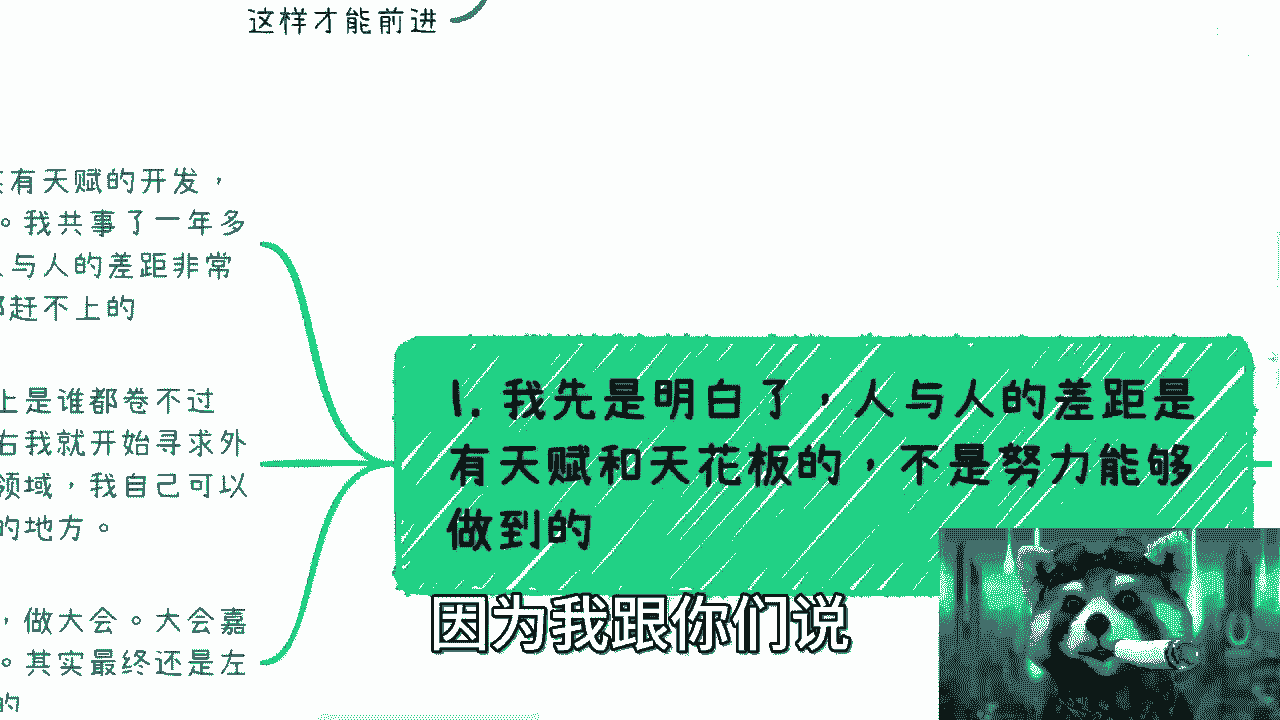 这样才能前进
有天赋的开发，
。我共事了一年多
与人的差距非常
都赶不上的
上是谁都卷不过
右我就开始寻求外
领域，我自己可以
的地方。
，做大会。大会嘉
。其实最终还是左
的
1. 我先是明白了，人与人的差距是
有天赋和天花板的，不是努力能够
做到的
因为我跟你们说